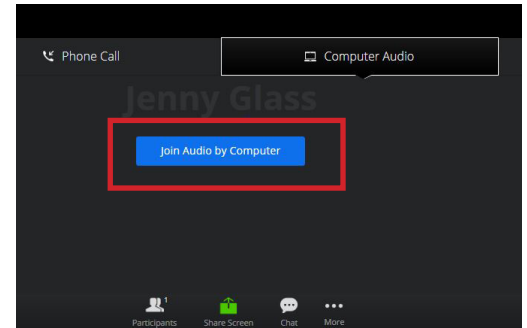 Phone Call
Computer Audio
Jenny Glass
Join Audio by Computer
1
Participants
Share Screen
Chat
More